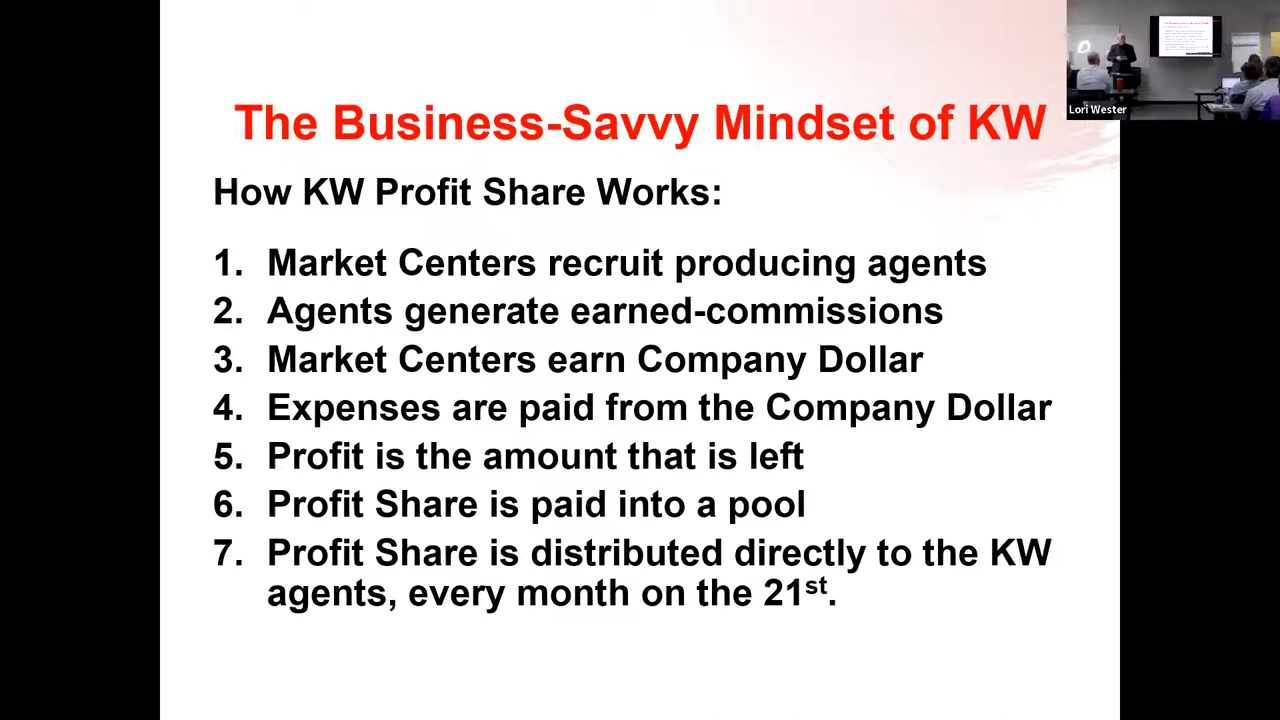 The Business-Savvy Mindset of KW
How KW Profit Share Works:
1. Market Centers recruit producing agents
2. Agents generate earned-commissions
3. Market Centers earn Company Dollar
4. Expenses are paid from the Company Dollar
5. Profit is the amount that is left
6. Profit Share is paid into a pool
7. Profit Share is distributed directly to the KW
agents, every month on the 21st.
Lori Wester